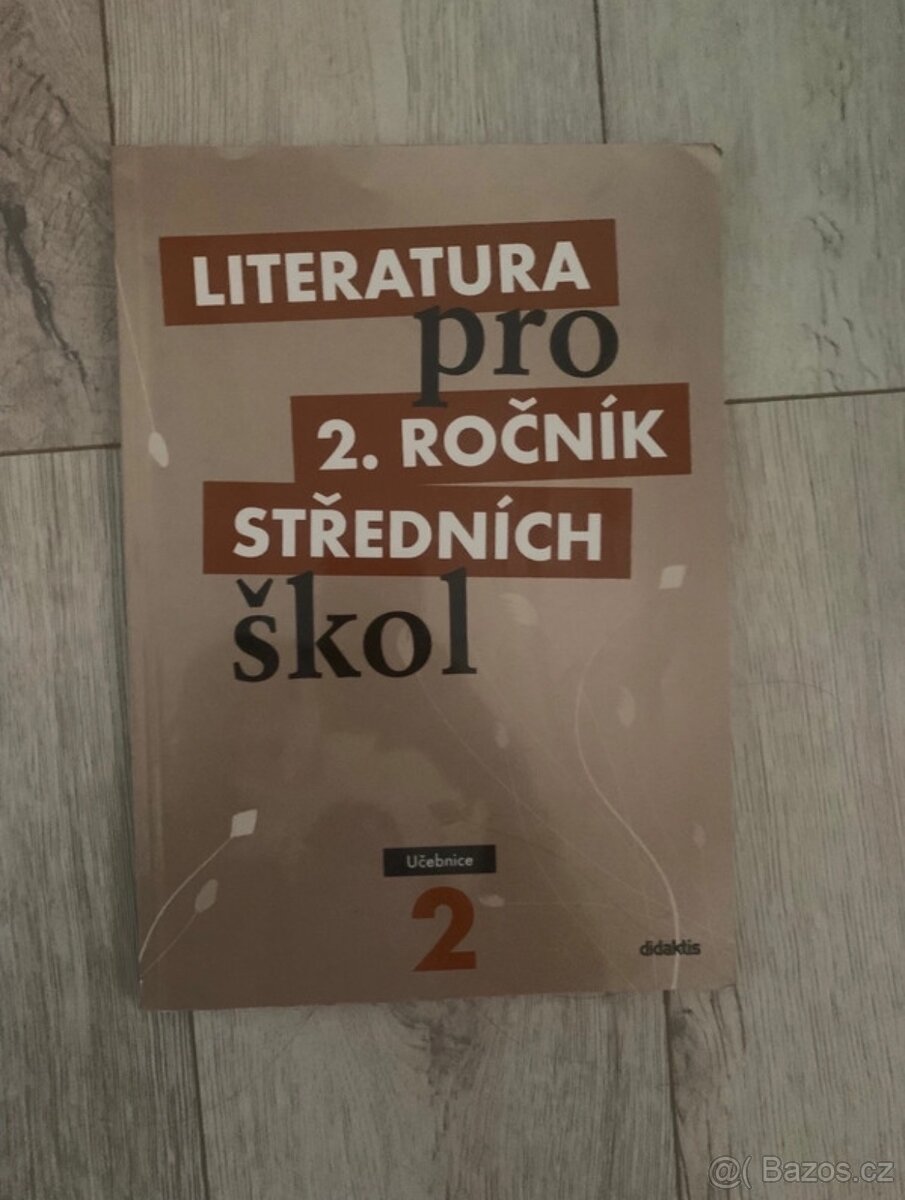 LITERATURA
pro
2. ROČNÍK
STŘEDNÍCH
škol
Učebnice
2
didaktis
@( Bazos.cz